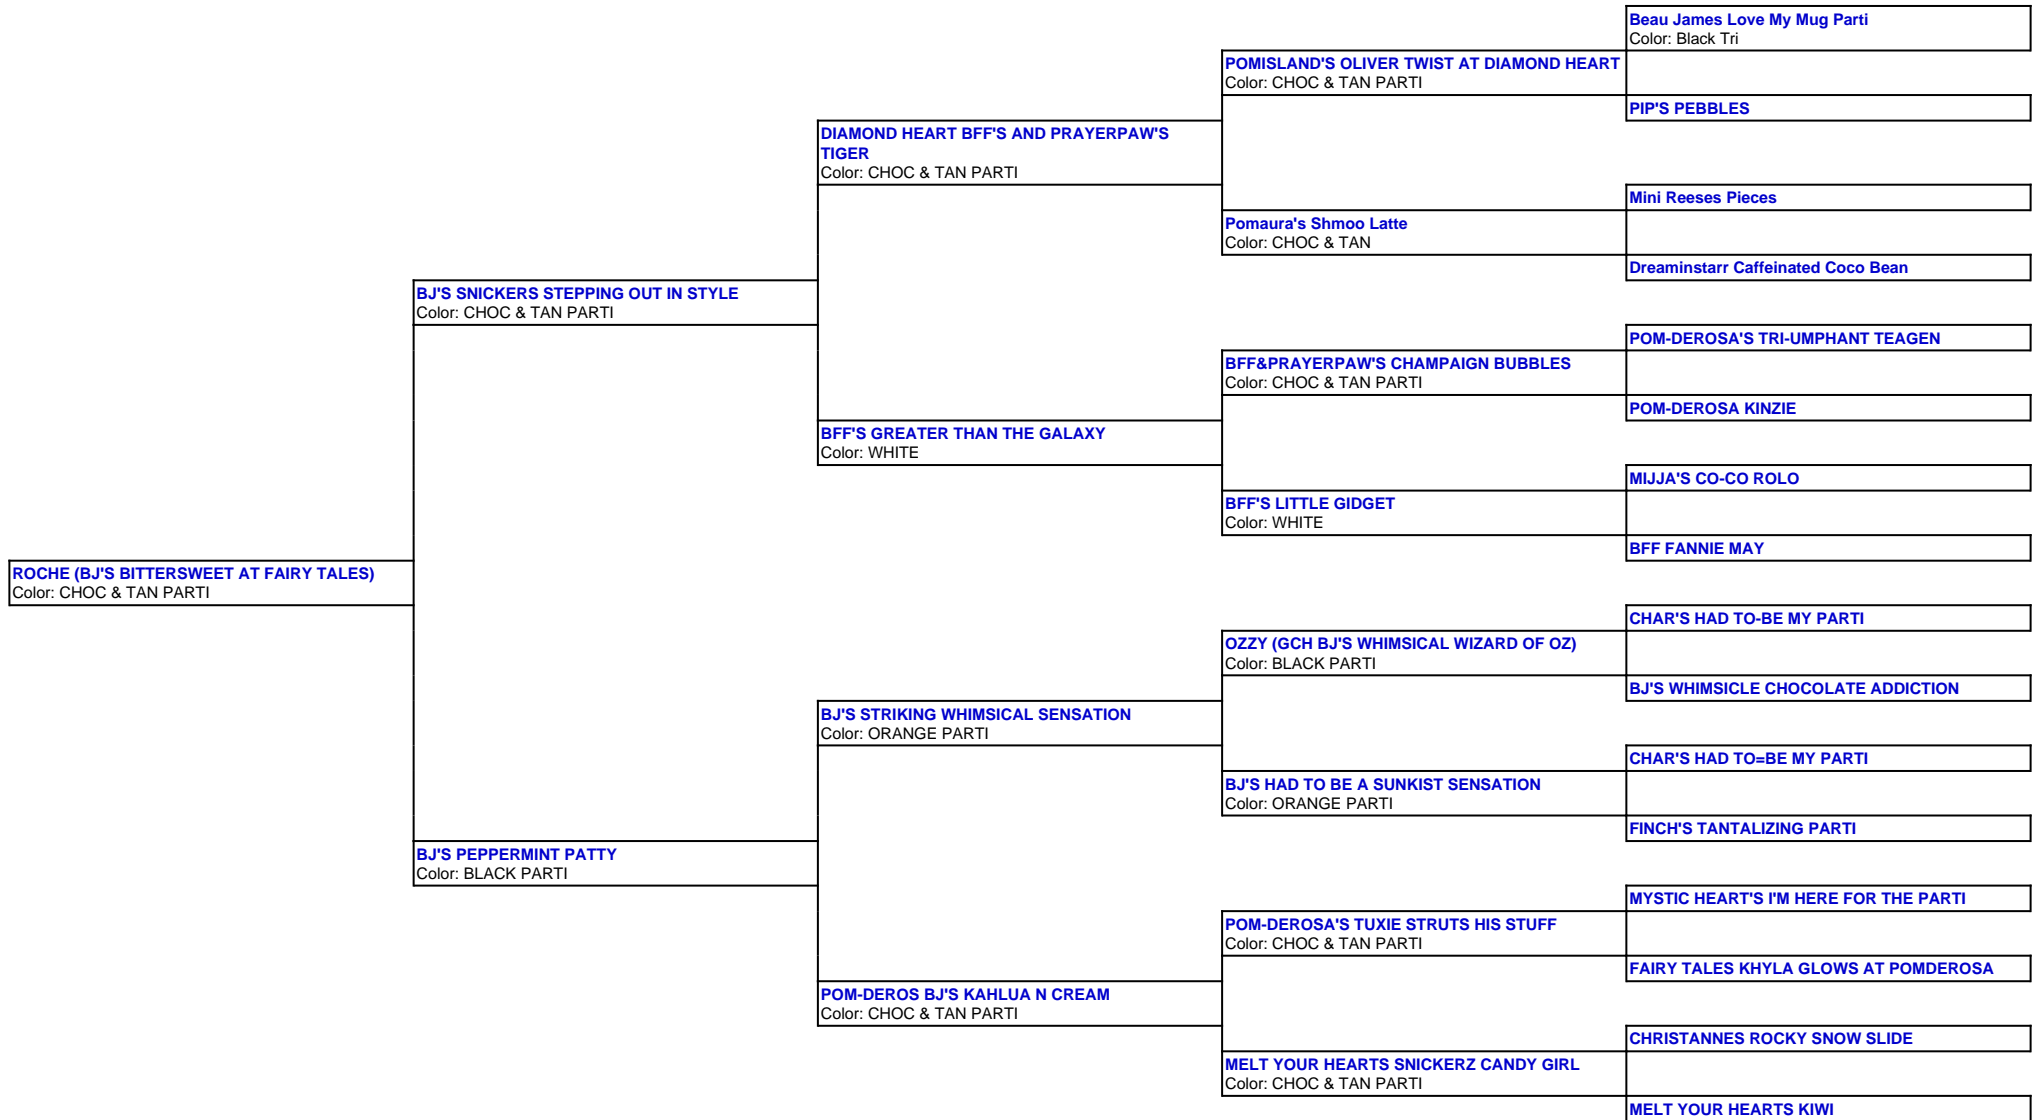 Beau James Love My Mug Parti
Color: Black Tri
POMISLAND'S OLIVER TWIST AT DIAMOND HEART
Color: CHOC & TAN PARTI
PIP'S PEBBLES
DIAMOND HEART BFF'S AND PRAYERPAW'S
TIGER
Color: CHOC & TAN PARTI
Mini Reeses Pieces
Pomaura's Shmoo Latte
Color: CHOC & TAN
Dreaminstarr Caffeinated Coco Bean
BJ'S SNICKERS STEPPING OUT IN STYLE
Color: CHOC & TAN PARTI
POM-DEROSA'S TRI-UMPHANT TEAGEN
BFF&PRAYERPAW'S CHAMPAIGN BUBBLES
Color: CHOC & TAN PARTI
POM-DEROSA KINZIE
BFF'S GREATER THAN THE GALAXY
Color: WHITE
MIJJA'S CO-CO ROLO
BFF'S LITTLE GIDGET
Color: WHITE
BFF FANNIE MAY
ROCHE (BJ'S BITTERSWEET AT FAIRY TALES)
Color: CHOC & TAN PARTI
CHAR'S HAD TO-BE MY PARTI
OZZY (GCH BJ'S WHIMSICAL WIZARD OF OZ)
Color: BLACK PARTI
BJ'S WHIMSICLE CHOCOLATE ADDICTION
BJ'S STRIKING WHIMSICAL SENSATION
Color: ORANGE PARTI
CHAR'S HAD TO=BE MY PARTI
BJ'S HAD TO BE A SUNKIST SENSATION
Color: ORANGE PARTI
FINCH'S TANTALIZING PARTI
BJ'S PEPPERMINT PATTY
Color: BLACK PARTI
MYSTIC HEART'S I'M HERE FOR THE PARTI
POM-DEROSA'S TUXIE STRUTS HIS STUFF
Color: CHOC & TAN PARTI
FAIRY TALES KHYLA GLOWS AT POMDEROSA
POM-DEROS BJ'S KAHLUA N CREAM
Color: CHOC & TAN PARTI
CHRISTANNES ROCKY SNOW SLIDE
MELT YOUR HEARTS SNICKERZ CANDY GIRL
Color: CHOC & TAN PARTI
MELT YOUR HEARTS KIWI